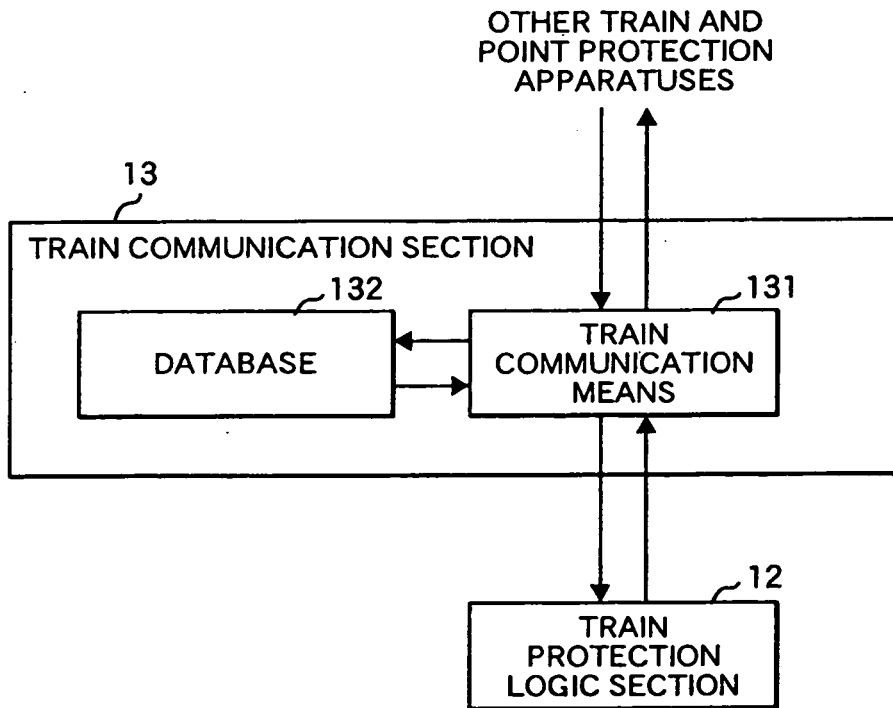 OTHER TRAIN AND
POINT PROTECTION
APPARATUSES
13
TRAIN COMMUNICATION SECTION
132
131
DATABASE
TRAIN
COMMUNICATION
MEANS
12
TRAIN
PROTECTION
LOGIC SECTION